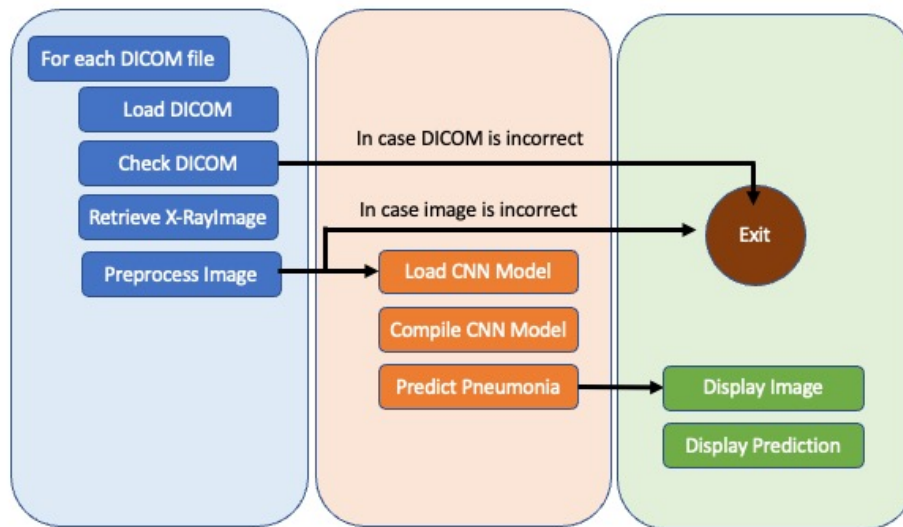 For each DICOM file
Load DICOM
Check DICOM
Retrieve X-RayImage
Preprocess Image
In case DICOM is incorrect
In case image is incorrect
Load CNN Model
Compile CNN Model
Predict Pneumonia
Exit
Display Image
Display Prediction